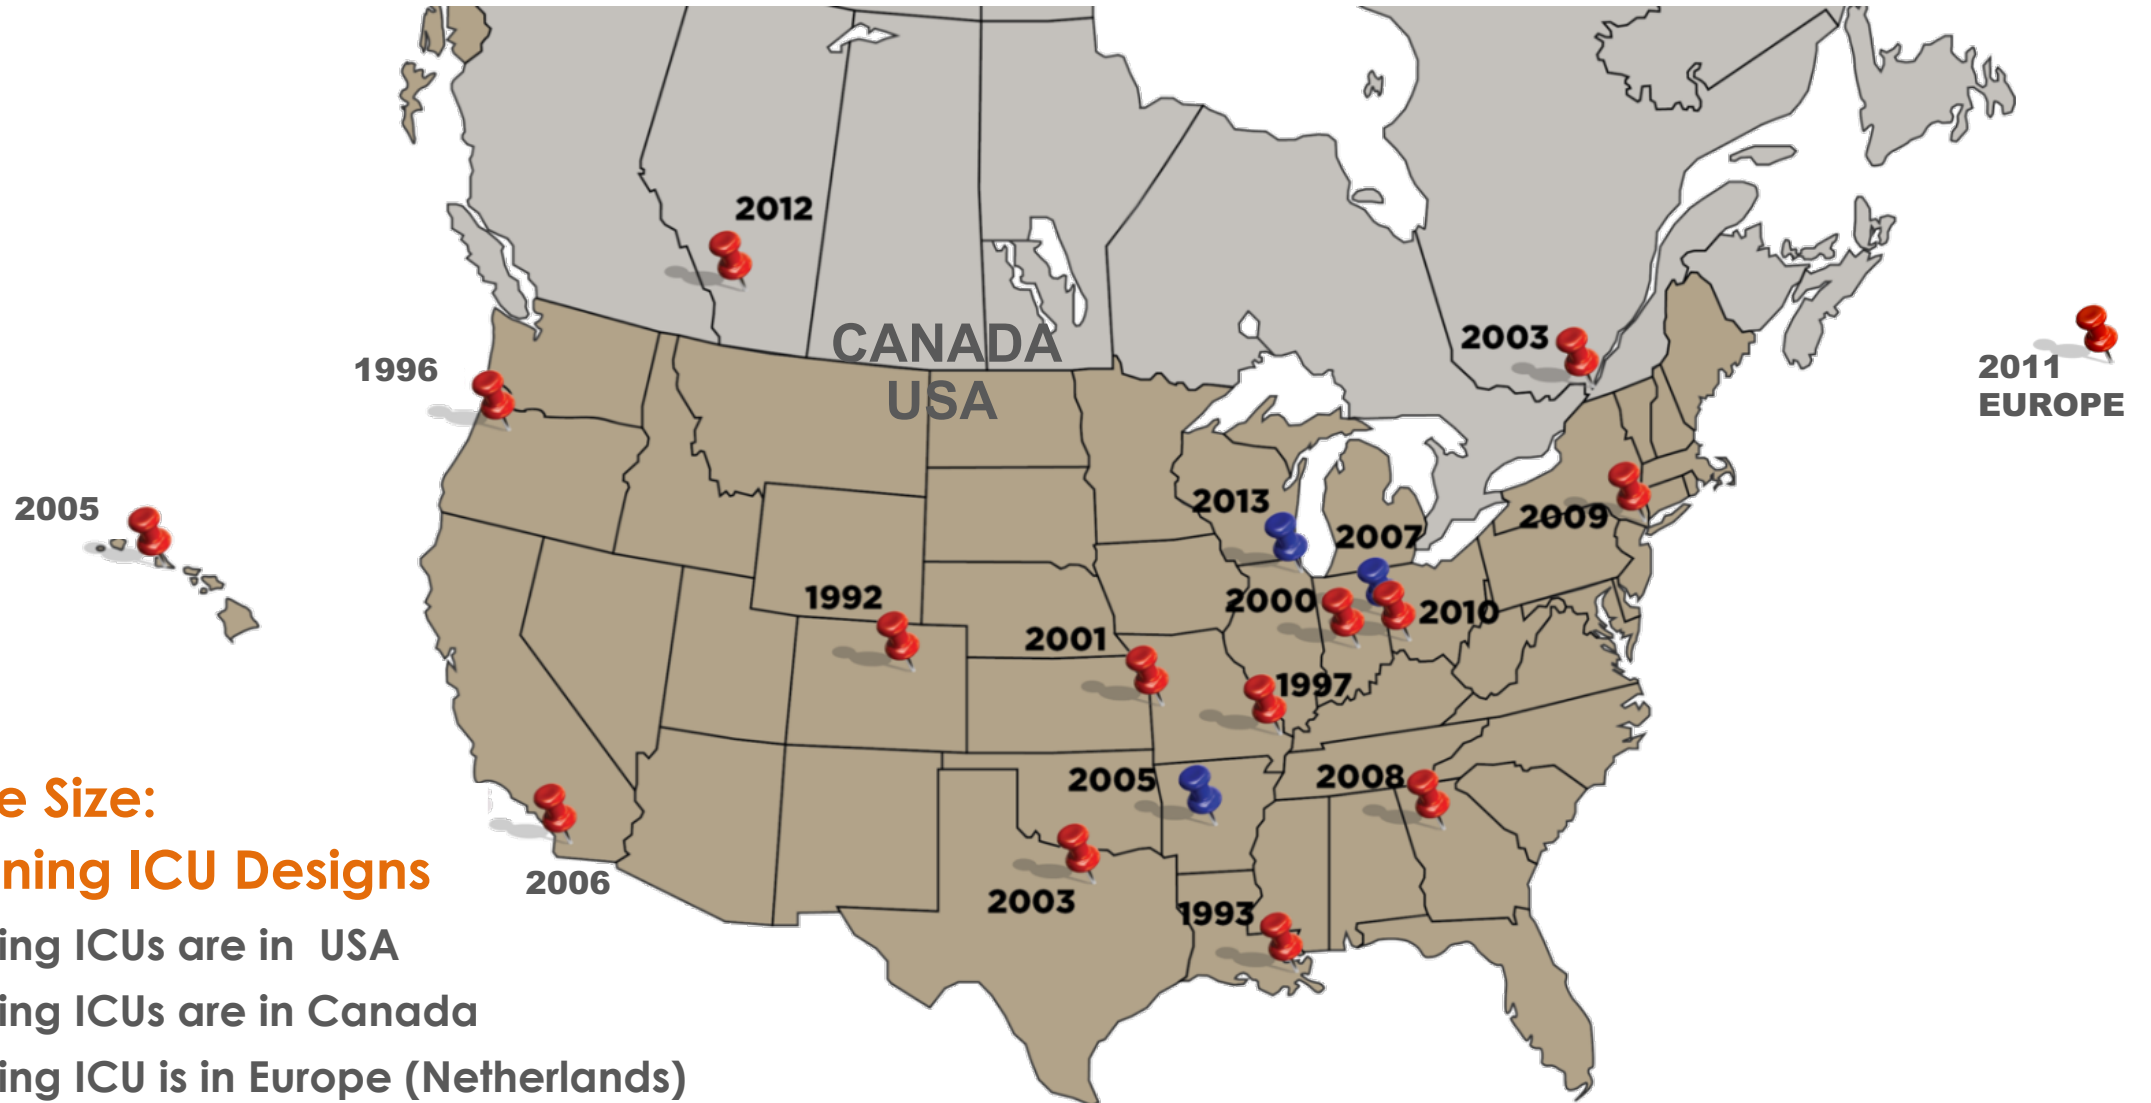 2012
CANADA
2003
1996
2011
EUROPE
USA
2005
2013
2009
2007
1992
2000
2010
2001
1997
2005
2008
e Size:
ning ICU Designs
2006
2003
1993
ing ICUs are in USA
ing ICUs are in Canada
ing ICU is in Europe (Netherlands)